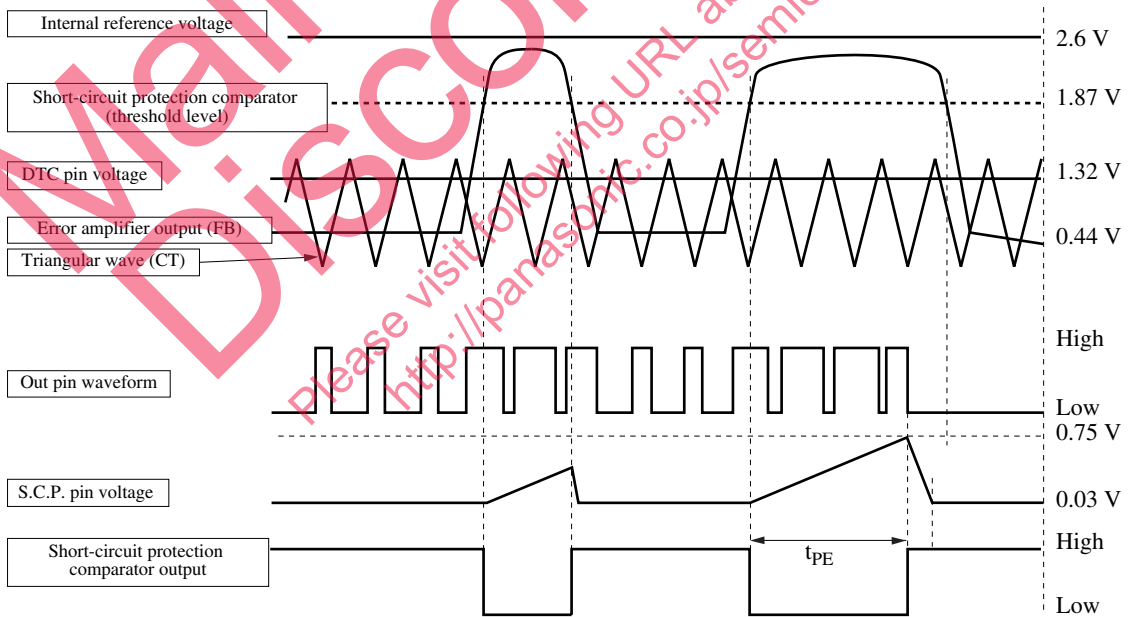 Internal reference voltage
2.6 V
Short-circuit protection comparator
(threshold level)
1.87 V
DTC pin voltage
1.32 V
Error amplifier output (FB)
0.44 V
Triangular wave (CT)
High
Out pin waveform
Low
0.75 V
S.C.P. pin voltage
0.03 V
Short-circuit protection
comparator output
High
tPE
Low
Please visit following URL
http://panasonic.co.jp/semic